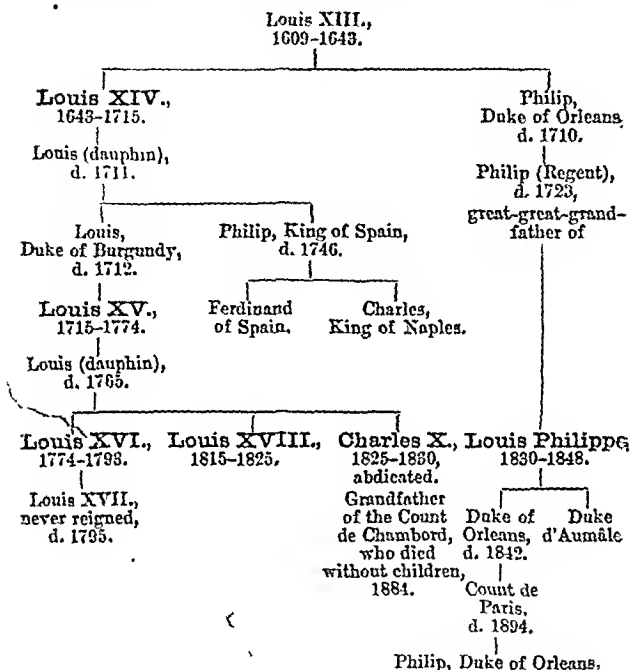 Louis XIII.,
1609-1643.
Louis XIV.,
1643-1715.
Philip,
Duke of Orleans
d. 1710.
Louis (dauphin),
d. 1711.
Philip (Regent),
d. 1723,
great-great-grand-
father of
Louis,
Duke of Burgundy,
d. 1712.
Philip, King of Spain,
d. 1746.
Louis XV.,
1715-1774.
Ferdinand
of Spain.
Charles,
King of Naples.
Louis (dauphin),
d. 1765.
Louis XVI.,
1774-1793.
Louis XVIII.,
1815-1825.
Charles X.,
1825-1830,
abdicated.
Grandfather
of the Count
de Chambord,
who died
without children,
1884.
Louis Philippe,
1830-1848.
Louis XVII.,
never reigned,
d. 1795.
Duke of
Orleans,
d. 1842.
Duke
d'Aumâle
Count de
Paris,
d. 1894.
Philip, Duke of Orleans.